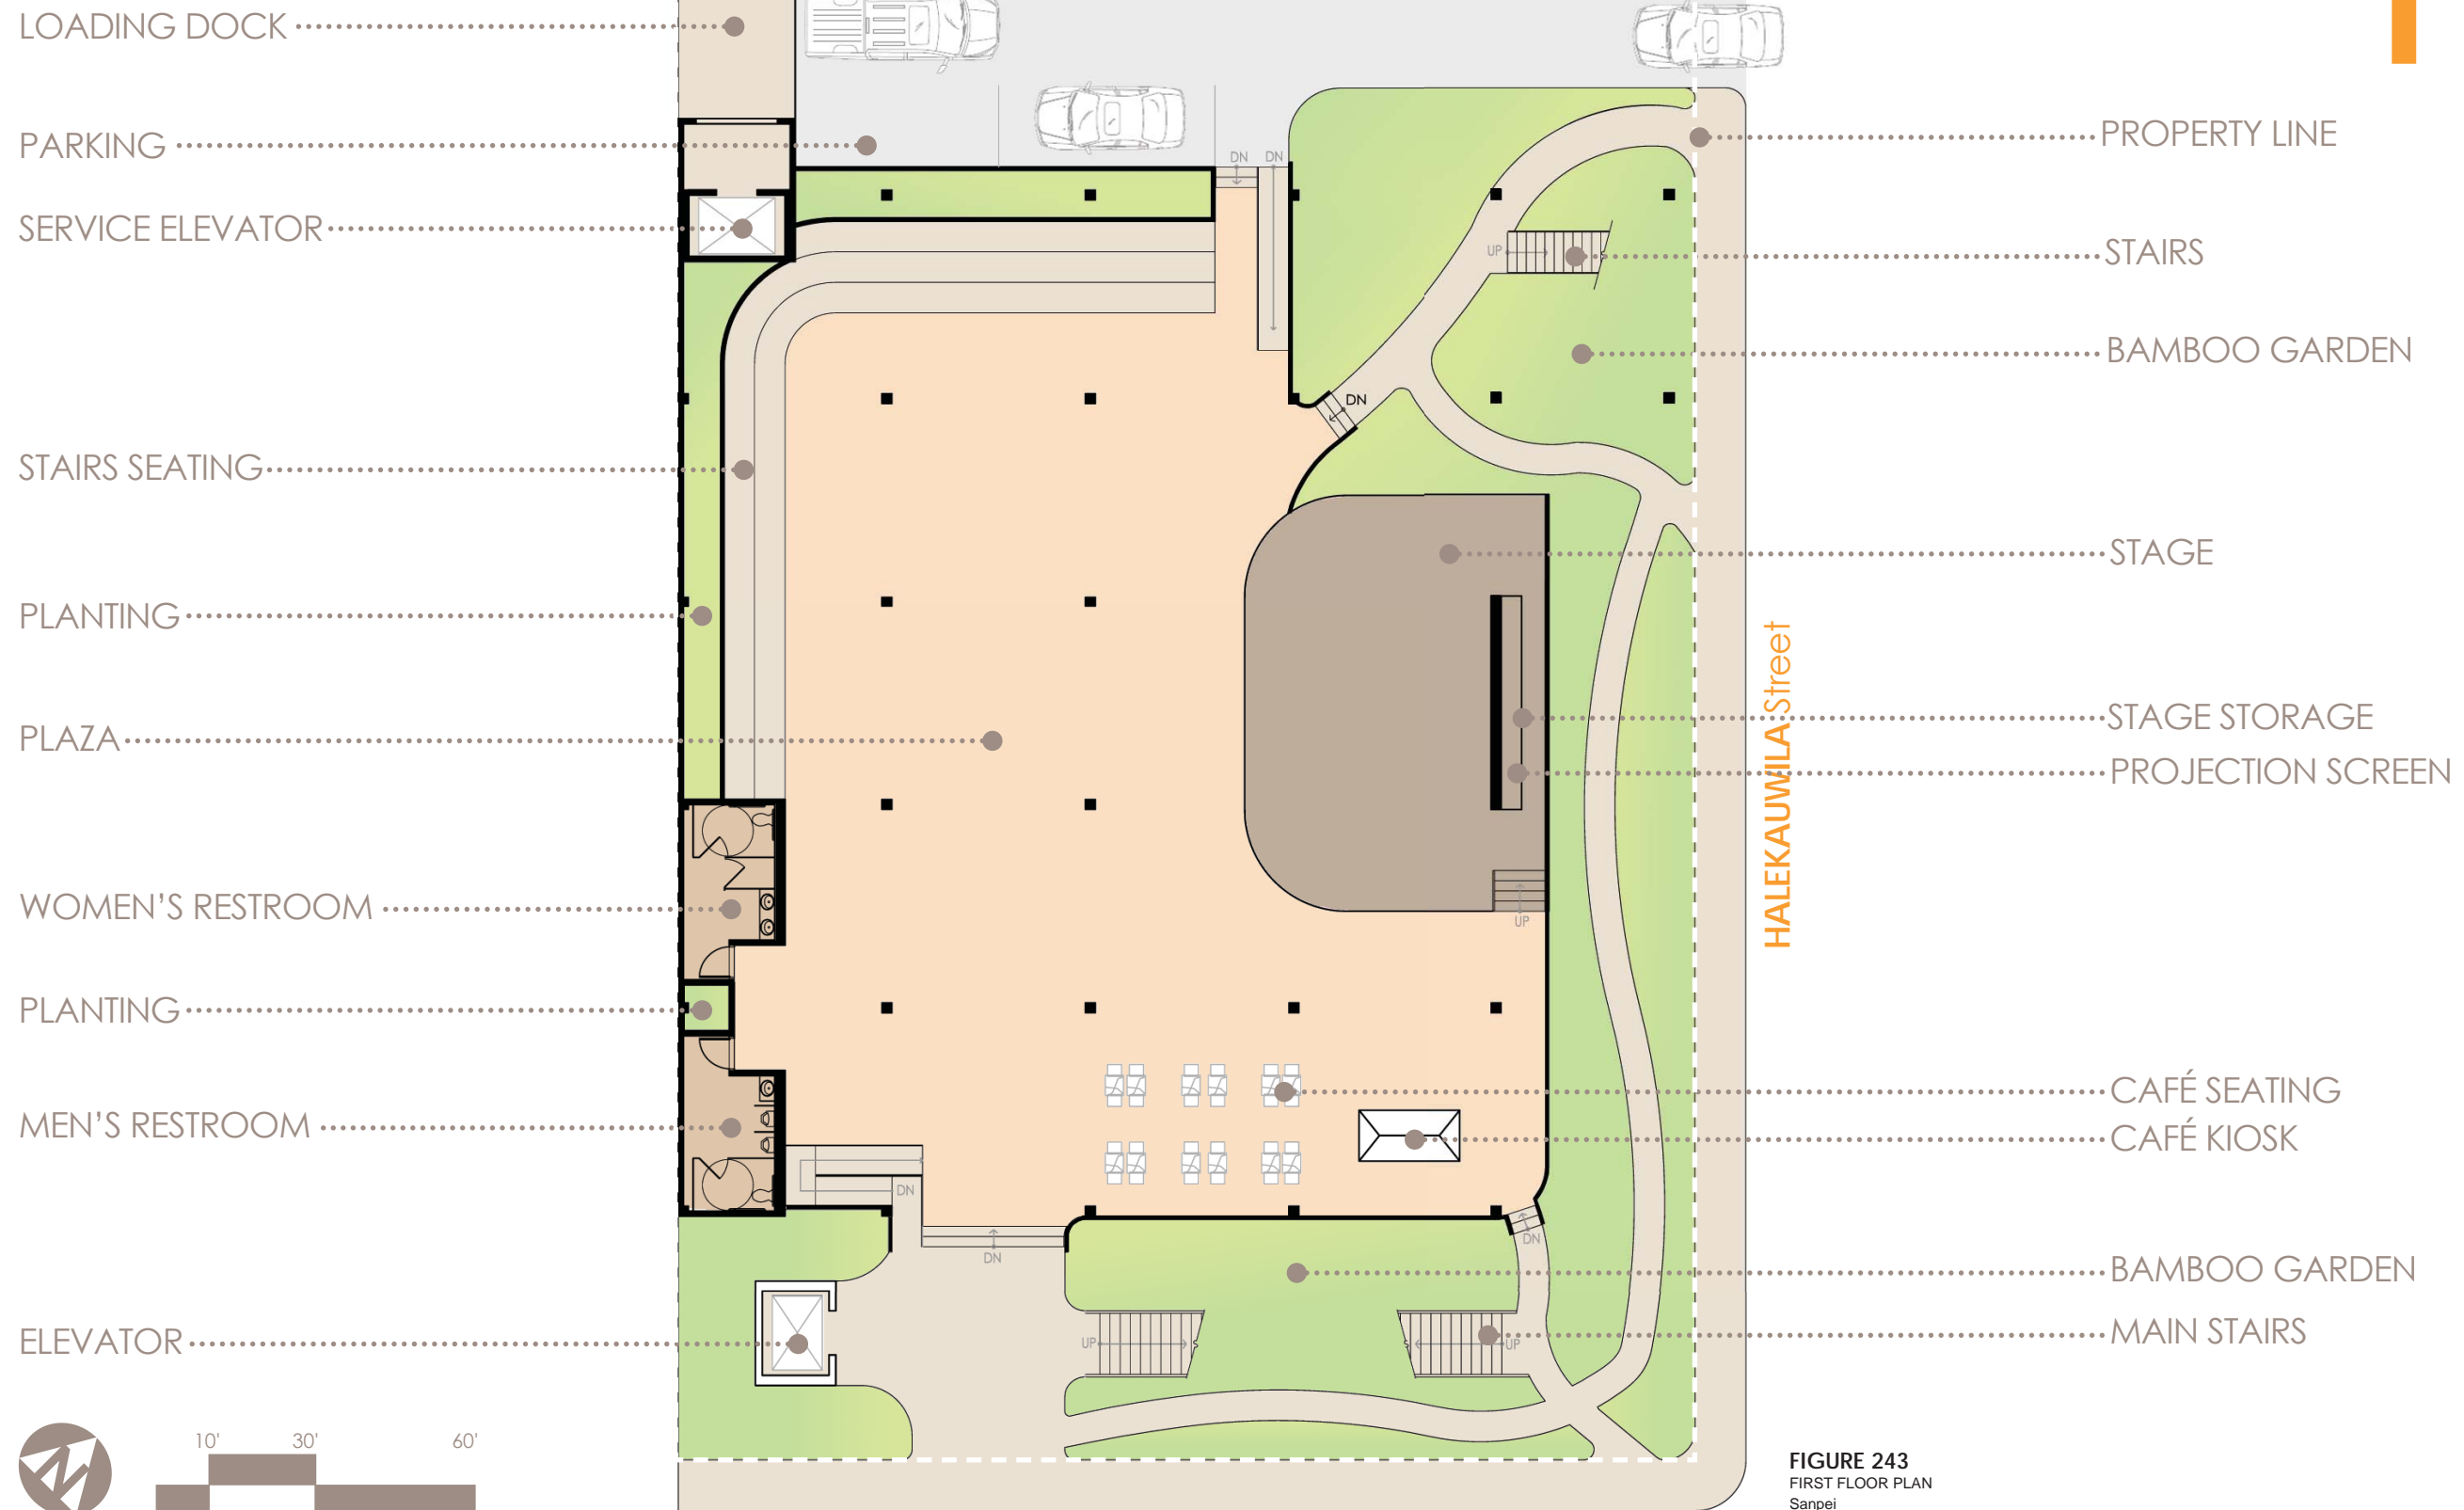 LOADING DOCK
PARKING
SERVICE ELEVATOR
STAIRS SEATING
PLANTING
PLAZA
WOMEN'S RESTROOM
PLANTING
MEN'S RESTROOM
ELEVATOR
10' 30' 60'
DN DN
UP
DN
UP
DN
DN
DN
UP UP
PROPERTY LINE
STAIRS
BAMBOO GARDEN
STAGE
STAGE STORAGE
PROJECTION SCREEN
HALEKAUWILA Street
CAFÉ SEATING
CAFÉ KIOSK
BAMBOO GARDEN
MAIN STAIRS
FIGURE 243
FIRST FLOOR PLAN
Sanpei